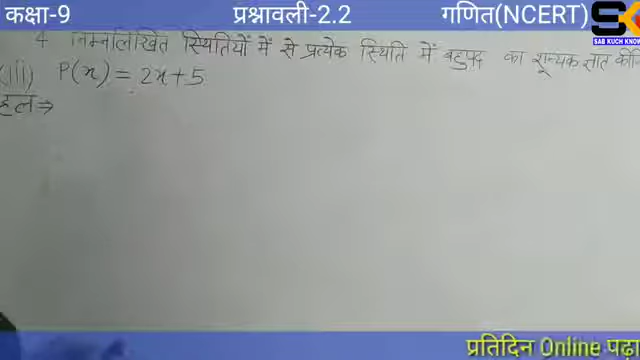 कक्षा-9 प्रश्नावली-2.2 गणित(NCERT)
SK
SAB KUCH KNOW
4 निम्नलिखित स्थितियों में से प्रत्येक स्थिति में बहुपद का शून्यक ज्ञात कीजि
(iii) P(x) = 2x+5
हल⇒
प्रतिदिन Online पढ़ा